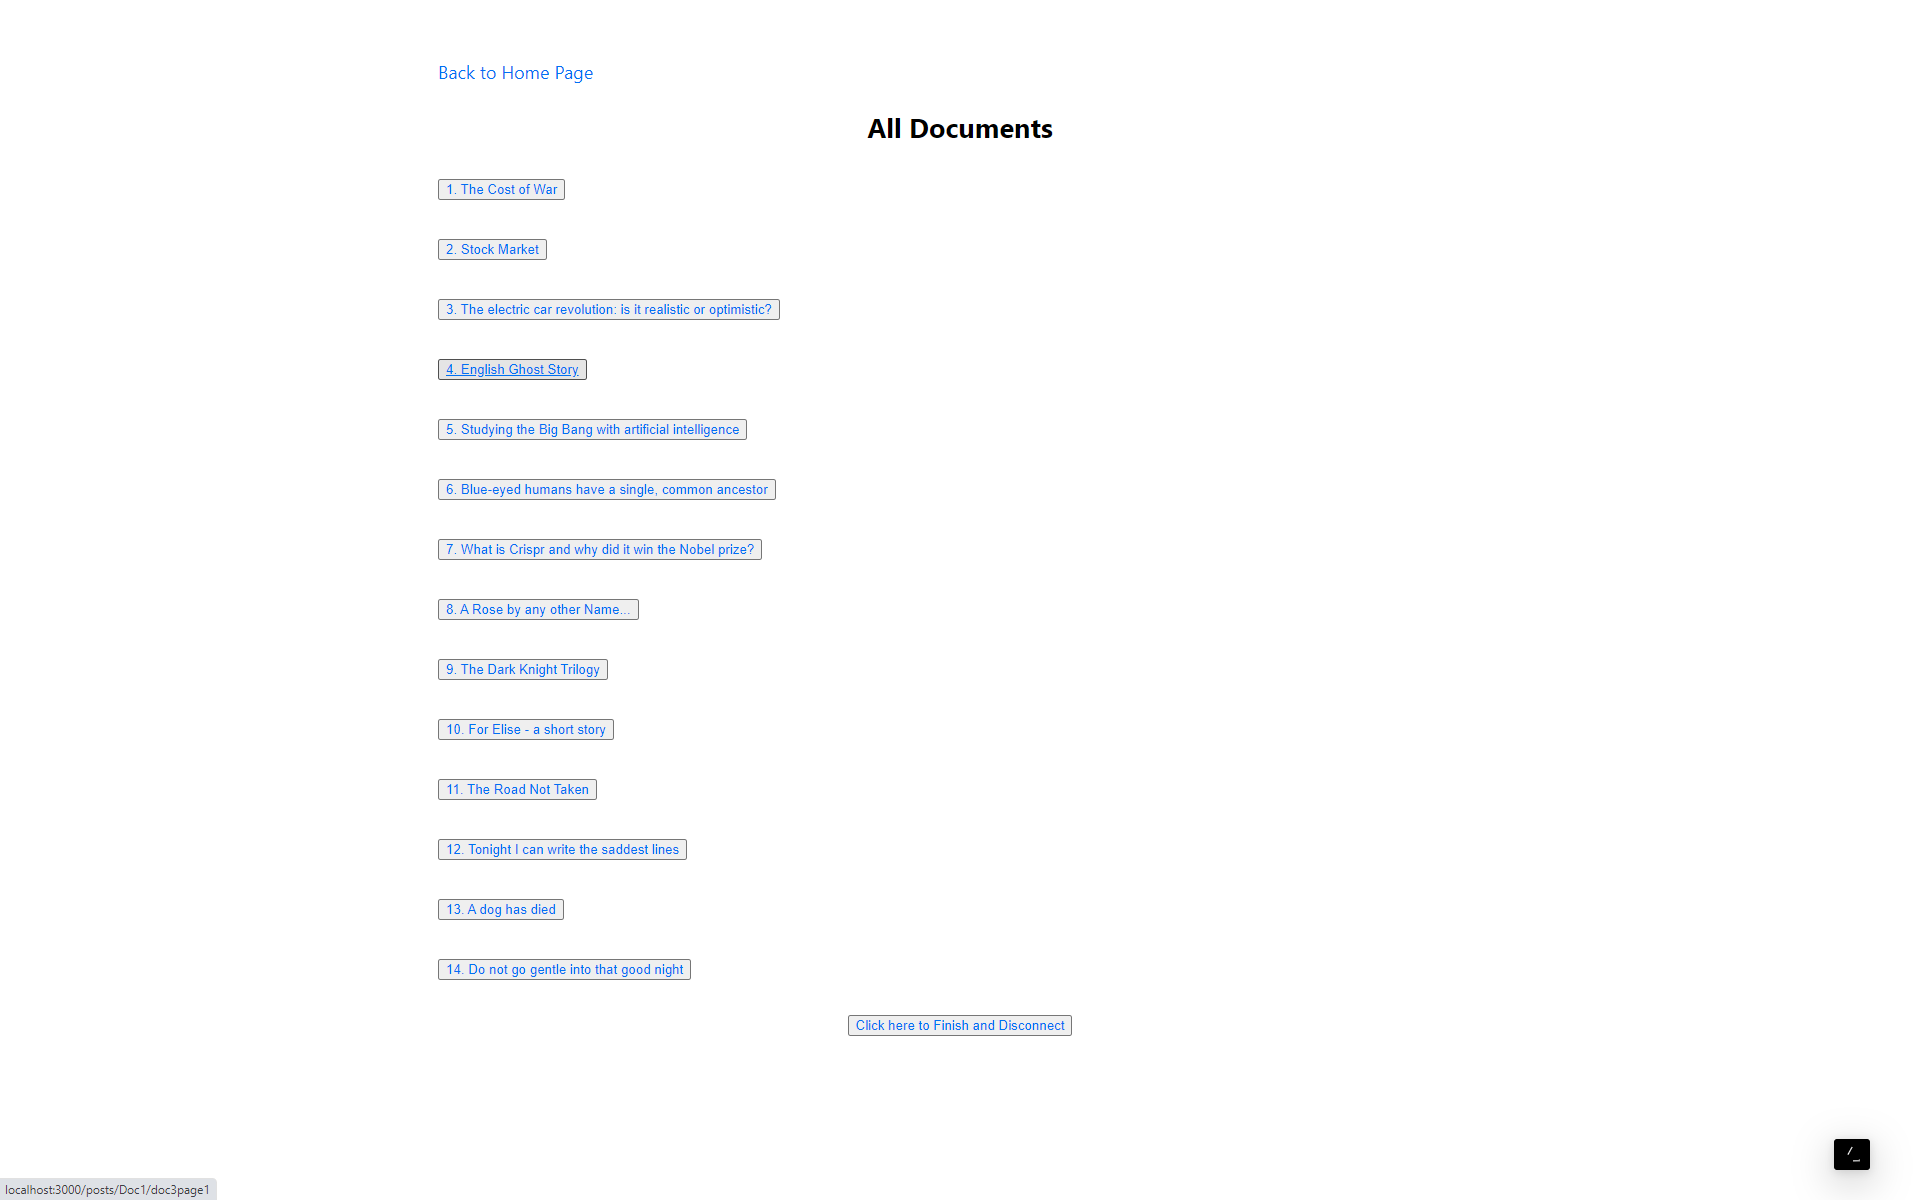 Back to Home Page
All Documents
1. The Cost of War
2. Stock Market
3. The electric car revolution: is it realistic or optimistic?
4. English Ghost Story
5. Studying the Big Bang with artificial intelligence
6. Blue-eyed humans have a single, common ancestor
7. What is Crispr and why did it win the Nobel prize?
8. A Rose by any other Name...
9. The Dark Knight Trilogy
10. For Elise - a short story
11. The Road Not Taken
12. Tonight I can write the saddest lines
13. A dog has died
14. Do not go gentle into that good night
Click here to Finish and Disconnect
/_
localhost:3000/posts/Doc1/doc3page1